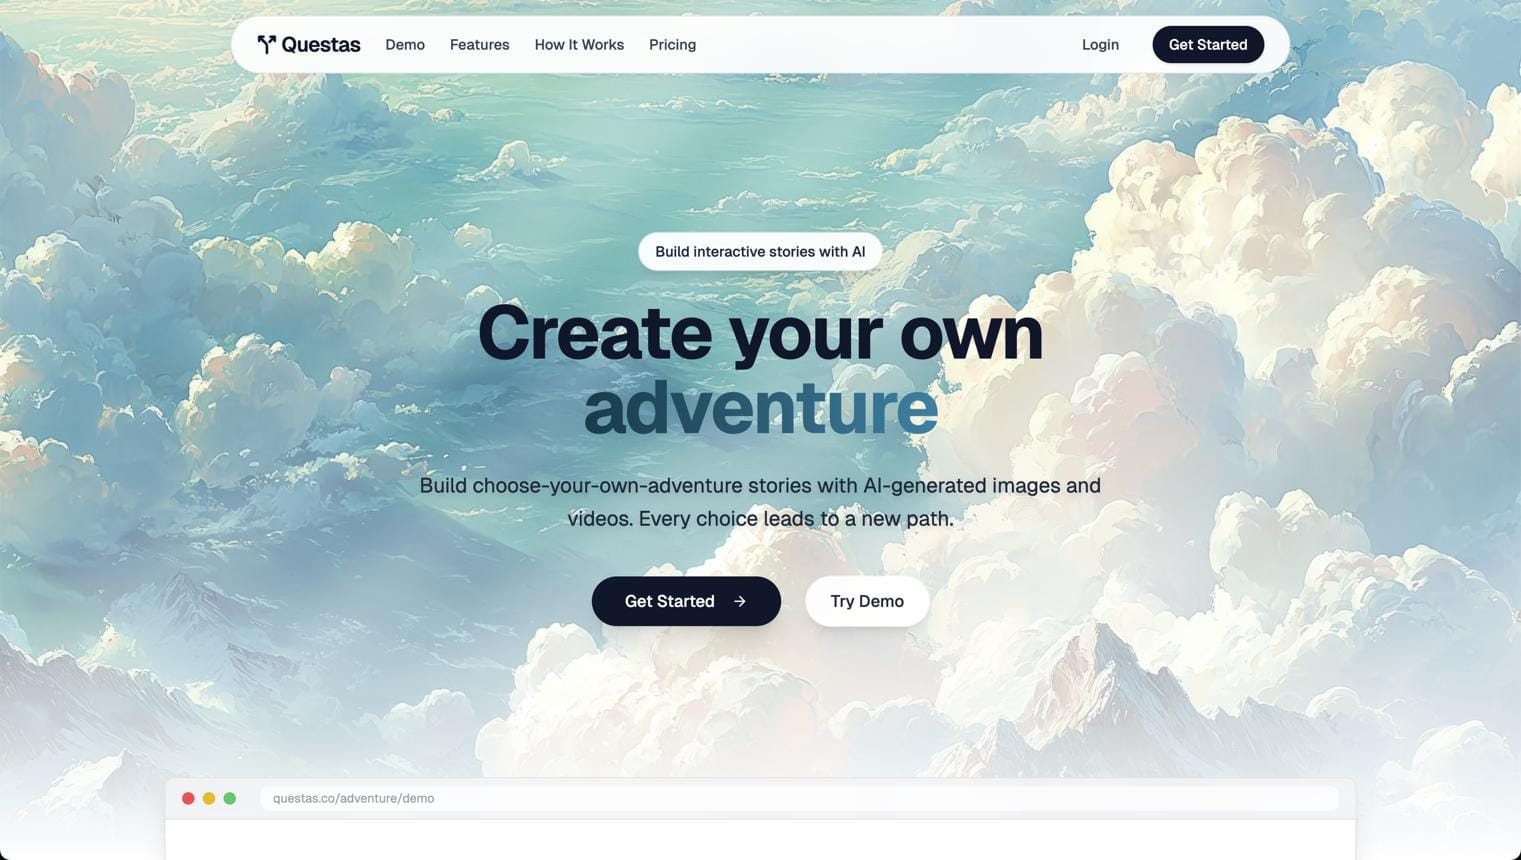 Questas
Demo
Features
How It Works
Pricing
Login
Get Started
Build interactive stories with AI
Create your own
adventure
Build choose-your-own-adventure stories with AI-generated images and
videos. Every choice leads to a new path.
Get Started →
Try Demo
questas.co/adventure/demo